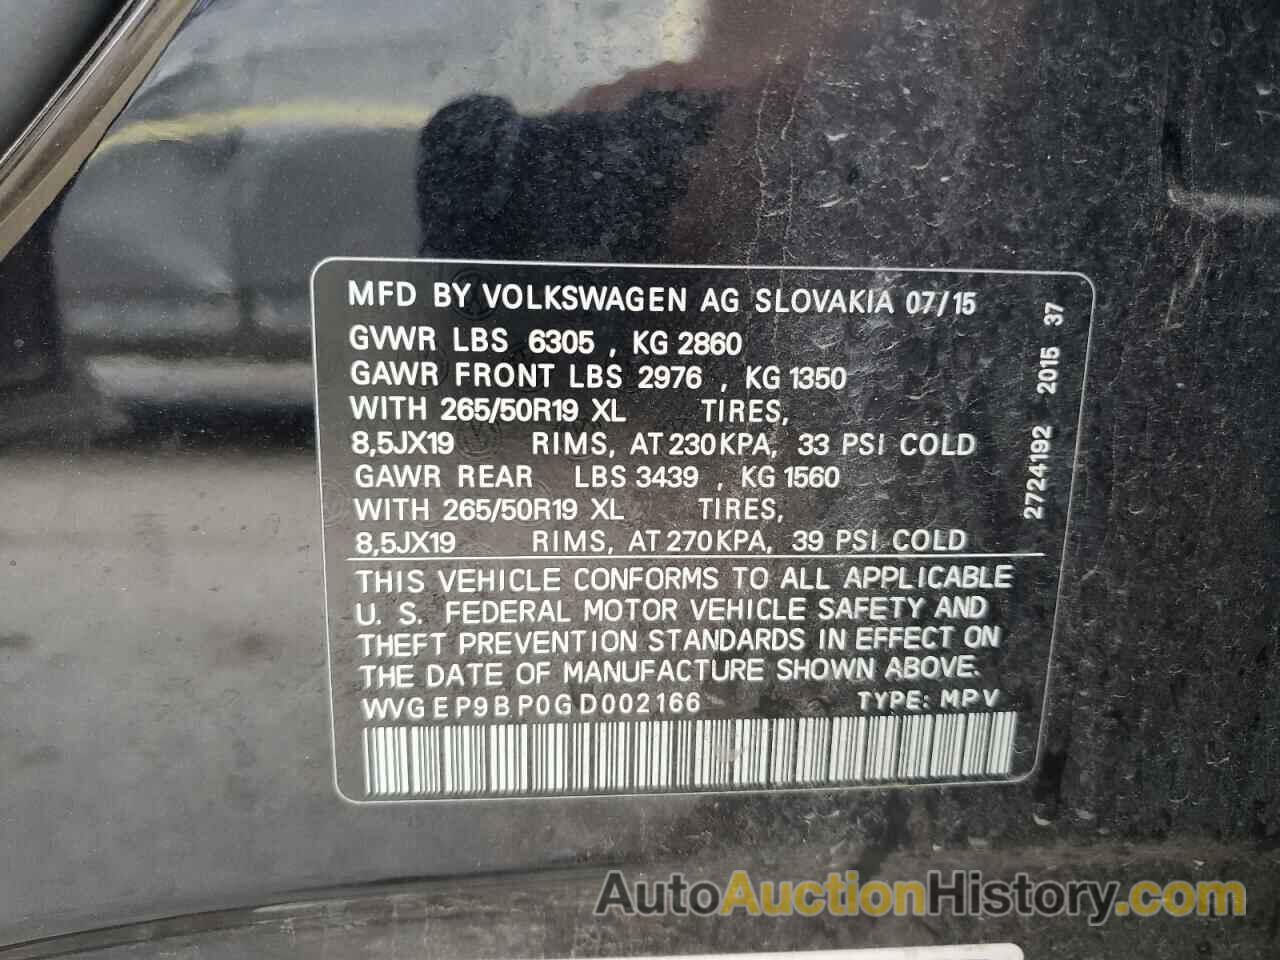 MFD BY VOLKSWAGEN AG SLOVAKIA 07/15
GVWR LBS 6305 , KG 2860
GAWR FRONT LBS 2976 , KG 1350
WITH 265/50R19 XL TIRES,
8,5JX19 RIMS, AT 230 KPA, 33 PSI COLD
GAWR REAR LBS 3439 , KG 1560
WITH 265/50R19 XL TIRES,
8,5JX19 RIMS, AT 270 KPA, 39 PSI COLD
THIS VEHICLE CONFORMS TO ALL APPLICABLE
U. S. FEDERAL MOTOR VEHICLE SAFETY AND
THEFT PREVENTION STANDARDS IN EFFECT ON
THE DATE OF MANUFACTURE SHOWN ABOVE.
WVGEP9BP0GD002166 TYPE: MPV
2724192 2015 37
AutoAuctionHistory.com